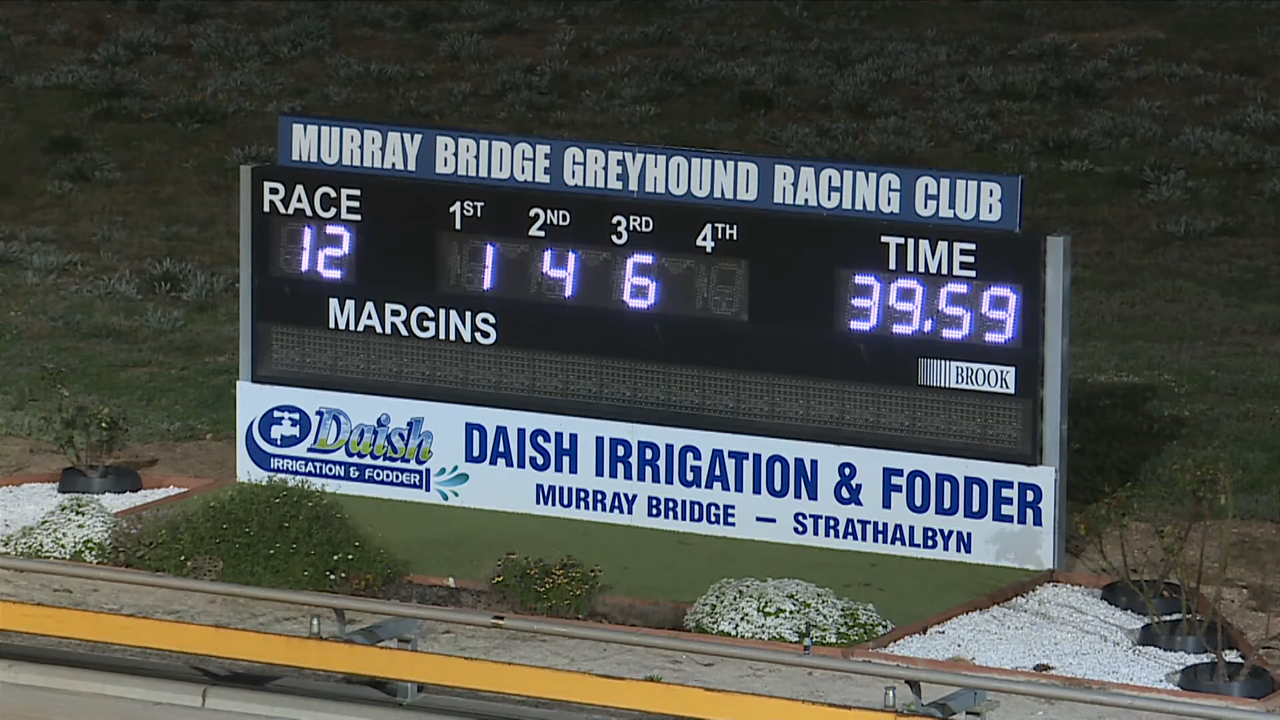 MURRAY BRIDGE GREYHOUND RACING CLUB
RACE 1ST 2ND 3RD 4TH TIME
12 1 4 6 39.59
MARGINS
BROOK
Daish
IRRIGATION & FODDER
DAISH IRRIGATION & FODDER
MURRAY BRIDGE – STRATHALBYN